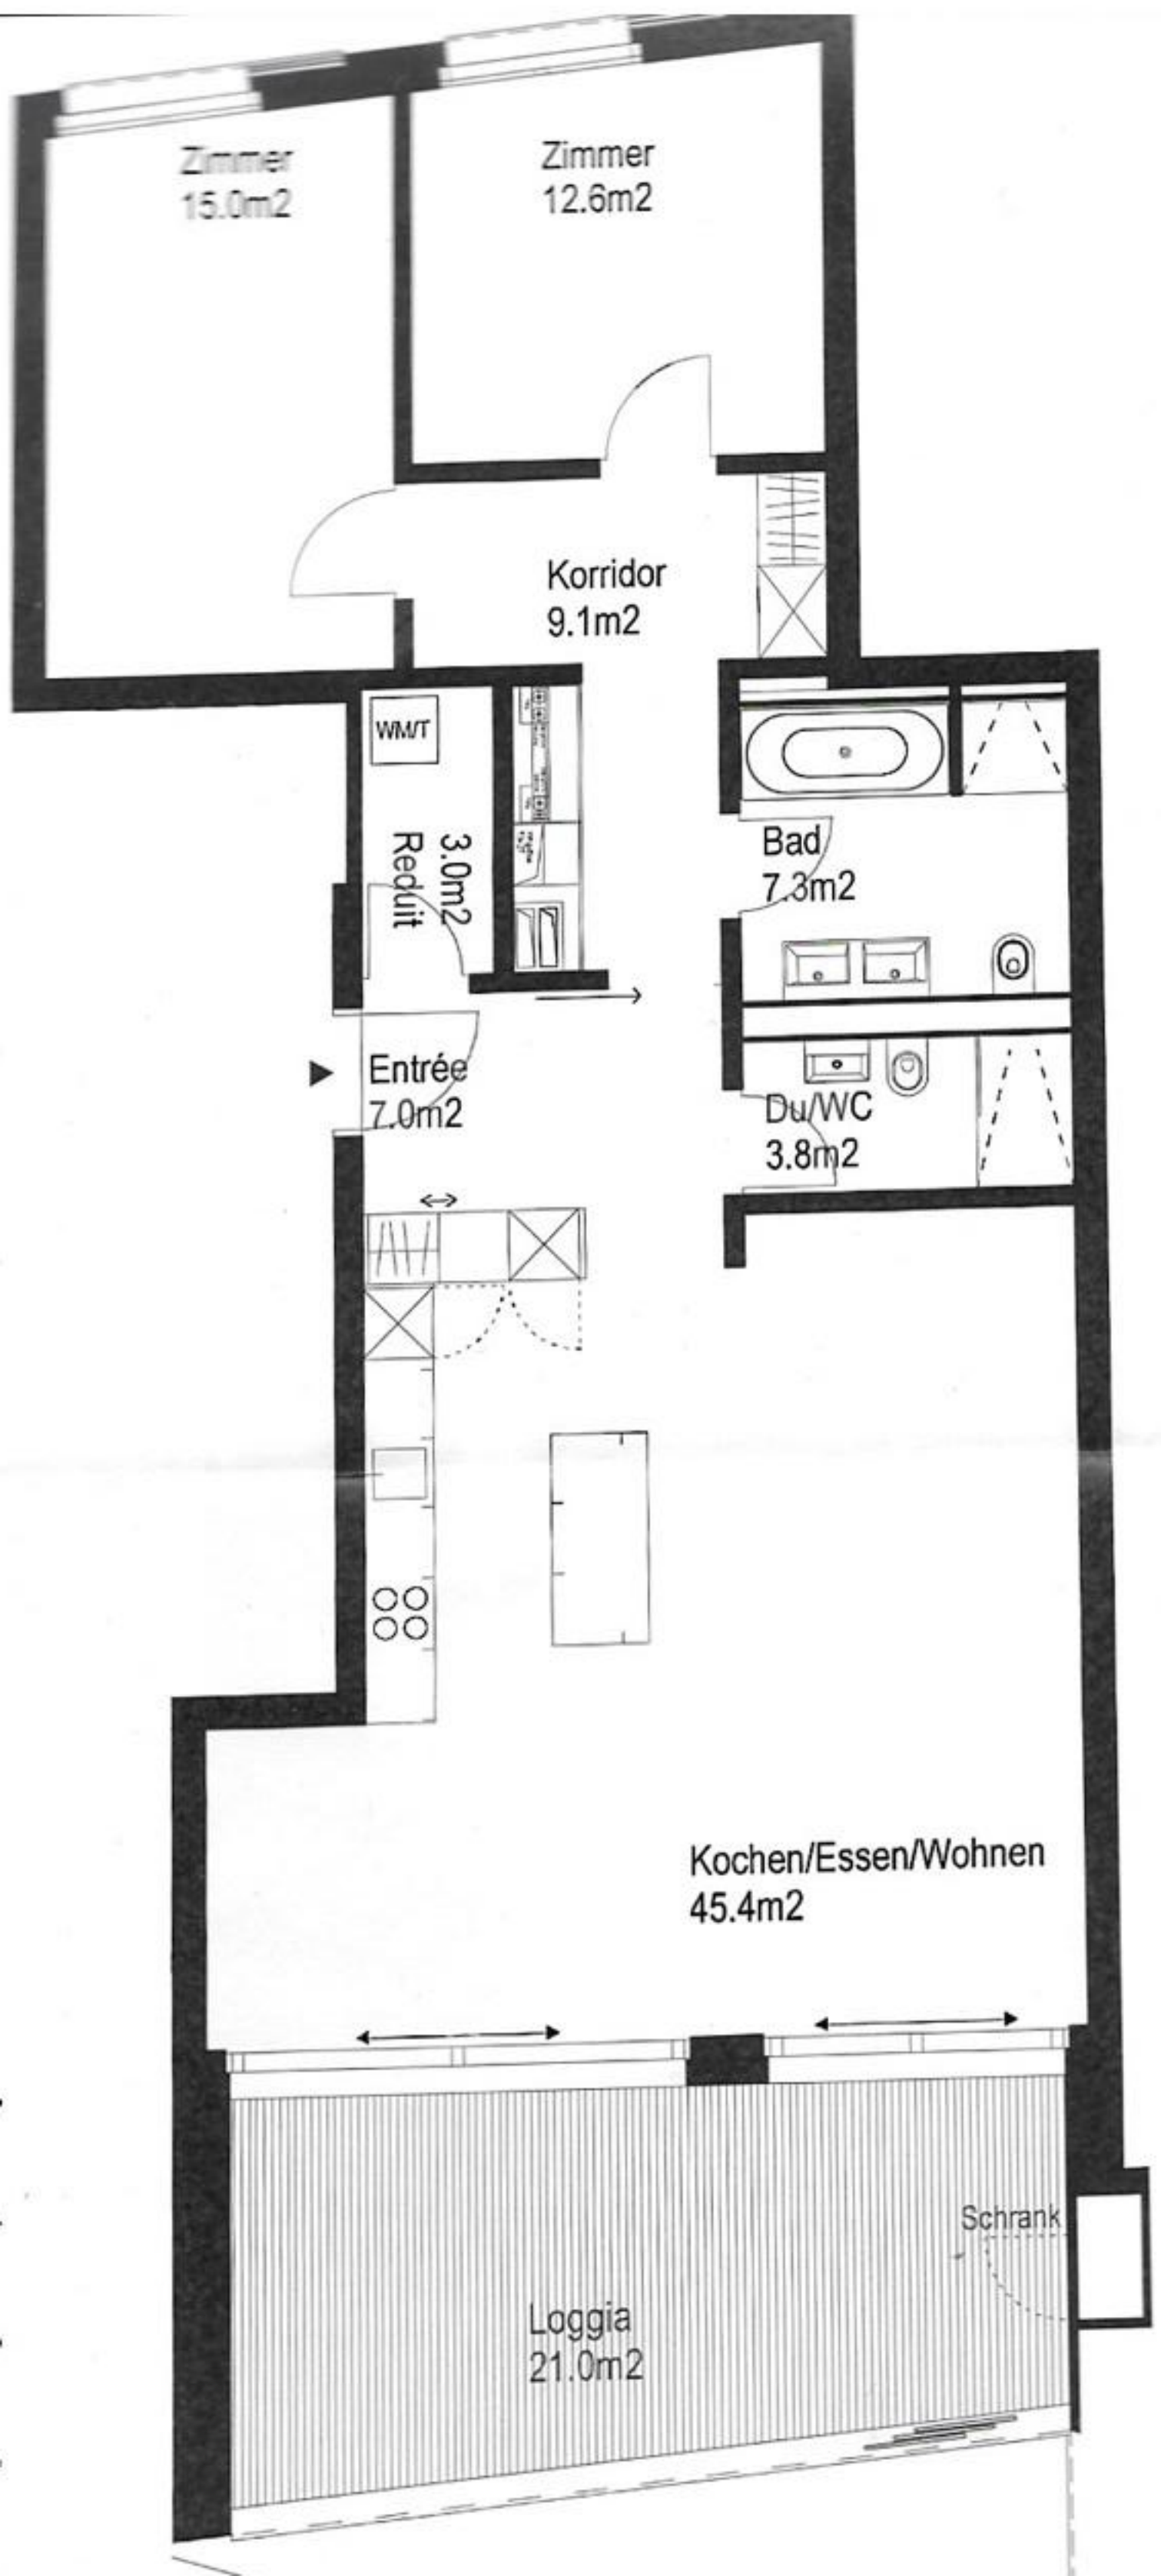 Zimmer
15.0m2
Zimmer
12.6m2
Korridor
9.1m2
WM/T
Reduit
3.0m2
Bad
7.3m2
Entrée
7.0m2
Du/WC
3.8m2
Kochen/Essen/Wohnen
45.4m2
Schrank
Loggia
21.0m2